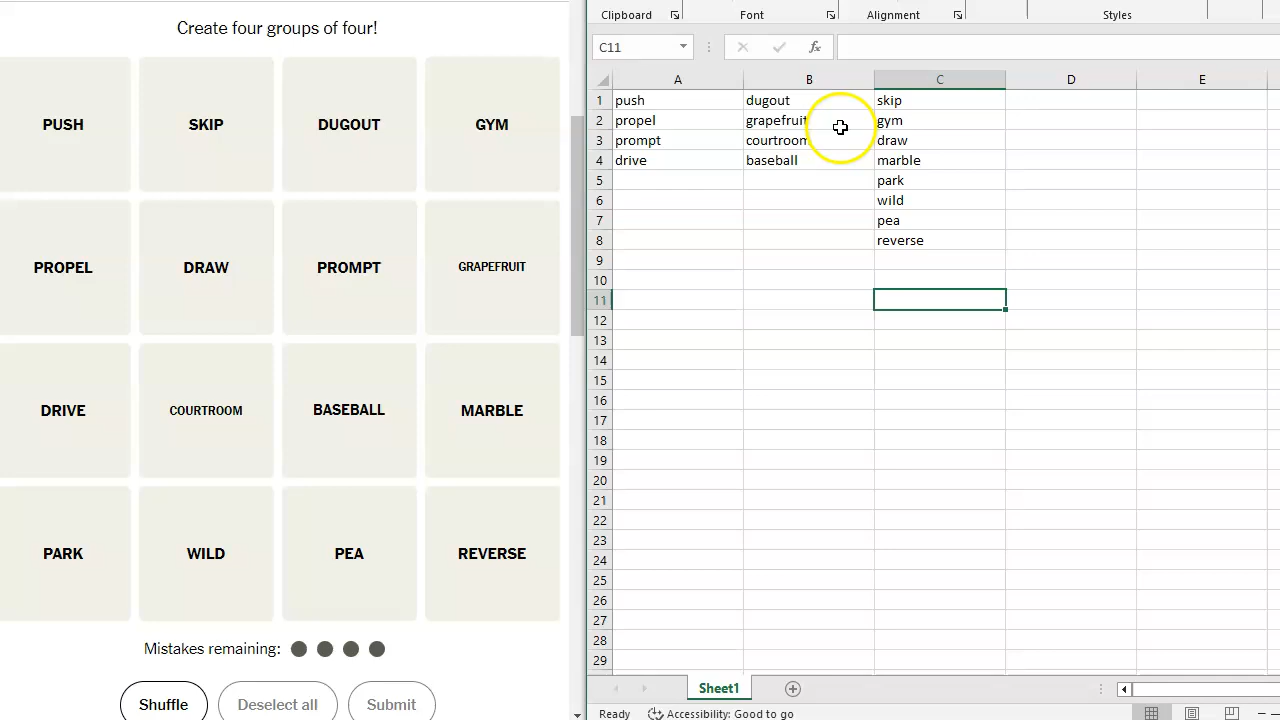 Create four groups of four!
PUSH SKIP DUGOUT GYM
PROPEL DRAW PROMPT GRAPEFRUIT
DRIVE COURTROOM BASEBALL MARBLE
PARK WILD PEA REVERSE
Mistakes remaining:
Shuffle Deselect all Submit
Clipboard Font Alignment Styles
C11 fx
A B C D E
1 push dugout skip
2 propel grapefruit gym
3 prompt courtroom draw
4 drive baseball marble
5 park
6 wild
7 pea
8 reverse
9
10
11
12
13
14
15
16
17
18
19
20
21
22
23
24
25
26
27
28
29
Sheet1
Ready Accessibility: Good to go